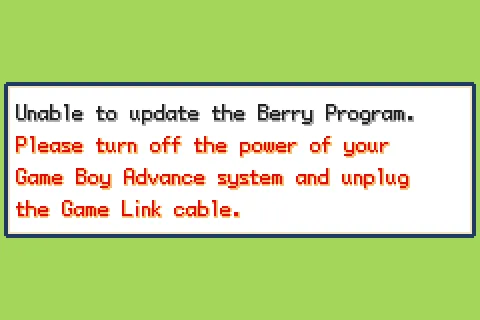 Unable to update the Berry Program.
Please turn off the power of your
Game Boy Advance system and unplug
the Game Link cable.